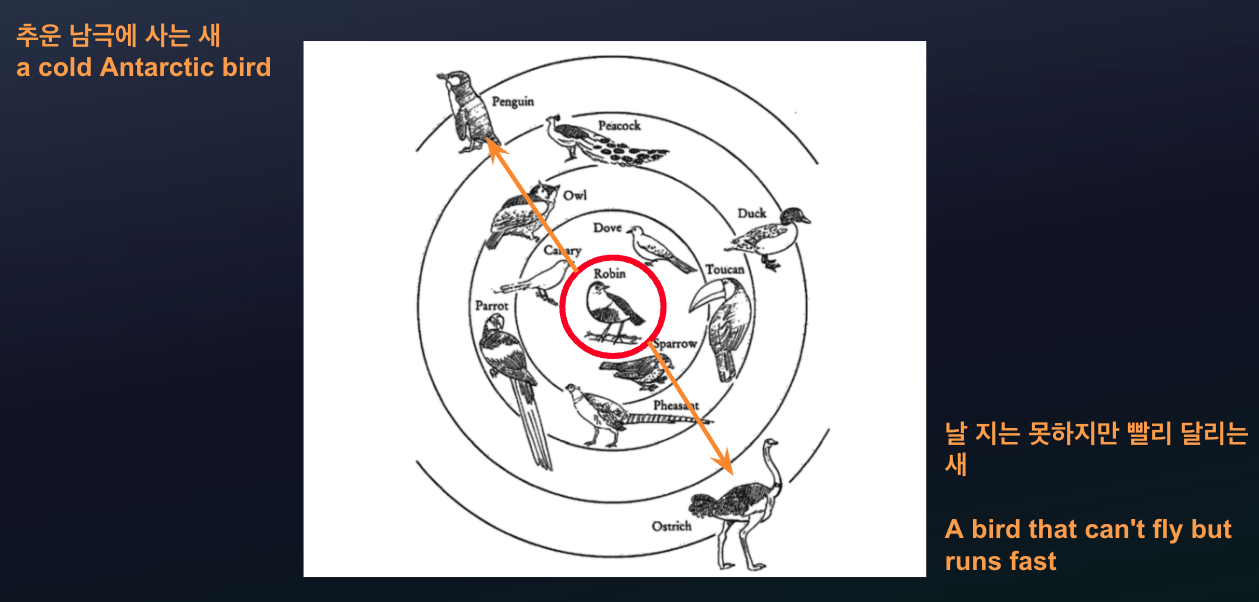 추운 남극에 사는 새
a cold Antarctic bird
Penguin
Peacock
Owl
Duck
Dove
Canary
Robin
Toucan
Parrot
Sparrow
Pheasant
Ostrich
날 지는 못하지만 빨리 달리는
새
A bird that can't fly but
runs fast